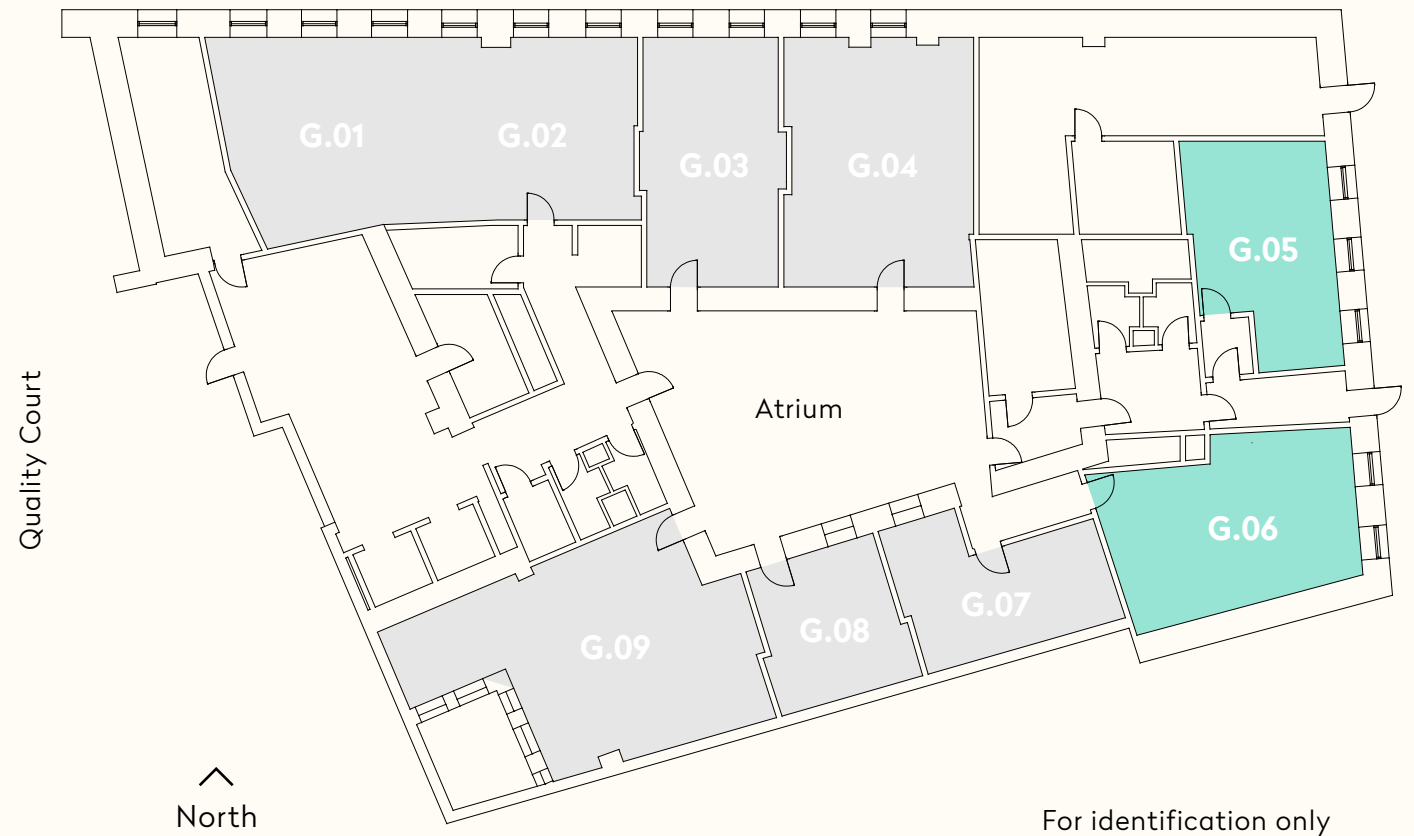 G.01
G.02
G.03
G.04
G.05
Quality Court
Atrium
G.06
G.07
G.08
G.09
North
For identification only